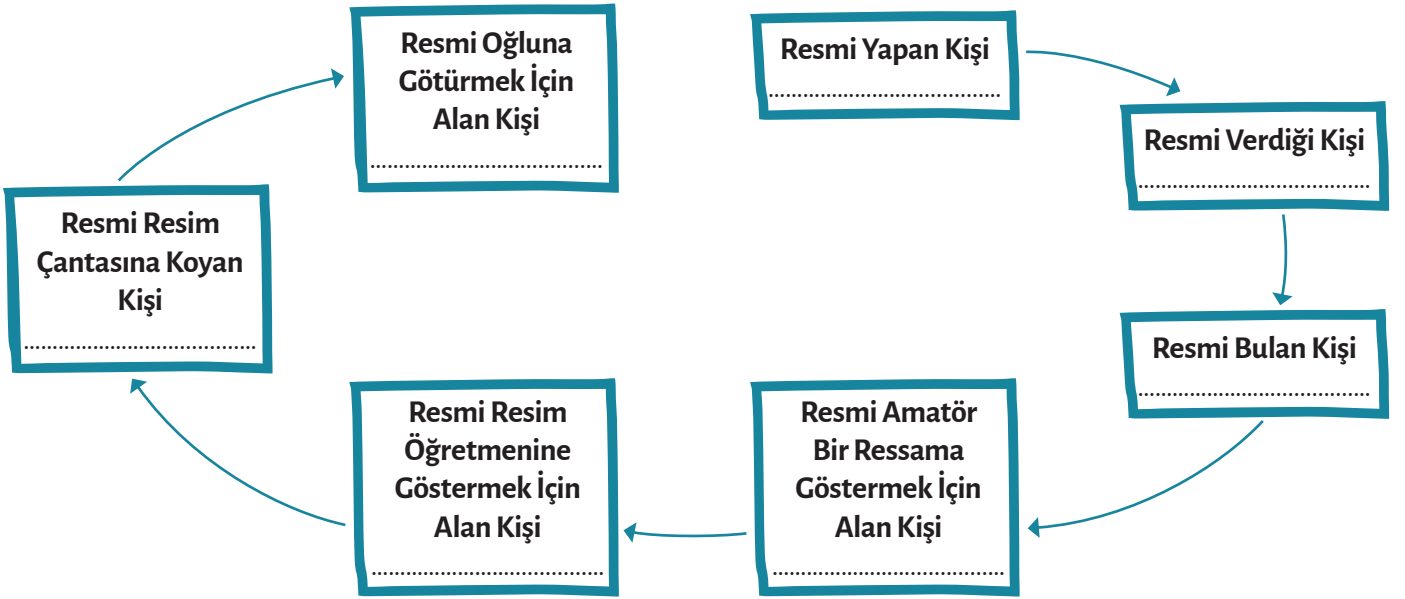 Resmi Yapan Kişi
................................................
Resmi Verdiği Kişi
................................................
Resmi Bulan Kişi
................................................
Resmi Amatör
Bir Ressama
Göstermek İçin
Alan Kişi
................................................
Resmi Resim
Öğretmenine
Göstermek İçin
Alan Kişi
................................................
Resmi Resim
Çantasına Koyan
Kişi
................................................
Resmi Oğluna
Götürmek İçin
Alan Kişi
................................................